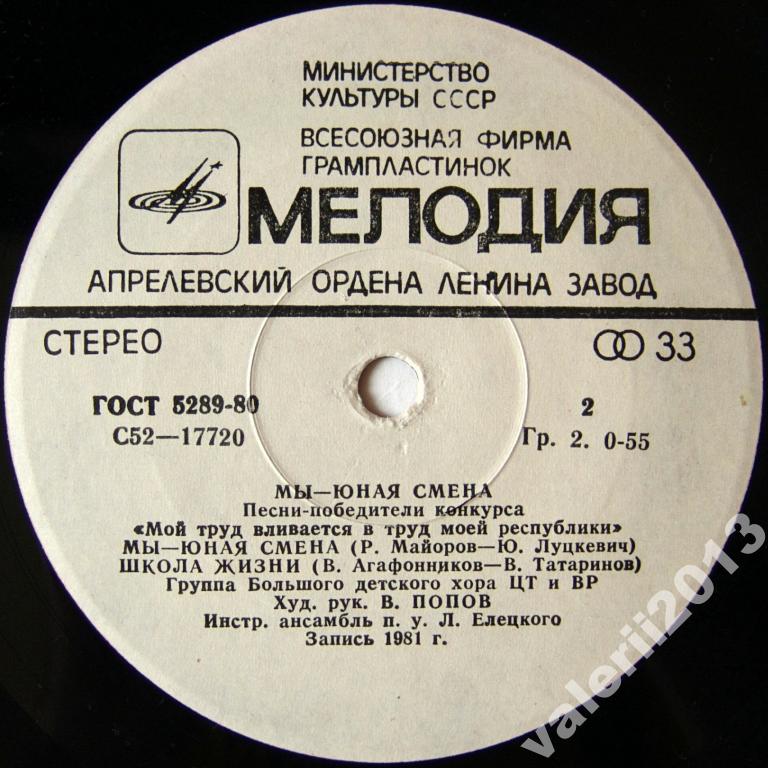 МИНИСТЕРСТВО
КУЛЬТУРЫ СССР
ВСЕСОЮЗНАЯ ФИРМА
ГРАМПЛАСТИНОК
МЕЛОДИЯ
АПРЕЛЕВСКИЙ ОРДЕНА ЛЕНИНА ЗАВОД
СТЕРЕО 33
ГОСТ 5289-80 2
С52—17720 Гр. 2. 0-55
МЫ—ЮНАЯ СМЕНА
Песни-победители конкурса
«Мой труд вливается в труд моей республики»
МЫ—ЮНАЯ СМЕНА (Р. Майоров—Ю. Луцкевич)
ШКОЛА ЖИЗНИ (В. Агафонников—В. Татаринов)
Группа Большого детского хора ЦТ и ВР
Худ. рук. В. ПОПОВ
Инстр. ансамбль п. у. Л. Елецкого
Запись 1981 г.
valerii2013